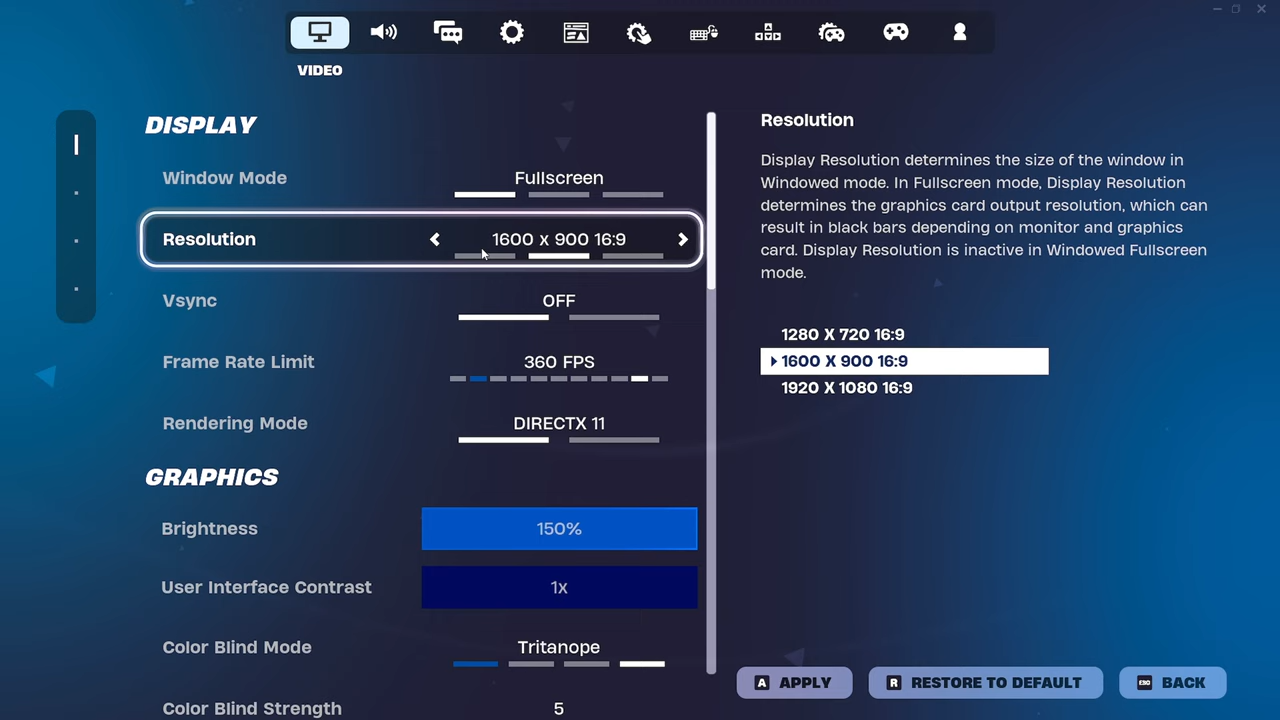 VIDEO
DISPLAY
Window Mode
Fullscreen
Resolution
1600 x 900 16:9
Vsync
OFF
Frame Rate Limit
360 FPS
Rendering Mode
DIRECTX 11
GRAPHICS
Brightness
150%
User Interface Contrast
1x
Color Blind Mode
Tritanope
Color Blind Strength
5
Resolution
Display Resolution determines the size of the window in
Windowed mode. In Fullscreen mode, Display Resolution
determines the graphics card output resolution, which can
result in black bars depending on monitor and graphics
card. Display Resolution is inactive in Windowed Fullscreen
mode.
1280 X 720 16:9
1600 X 900 16:9
1920 X 1080 16:9
A APPLY
R RESTORE TO DEFAULT
ESC BACK